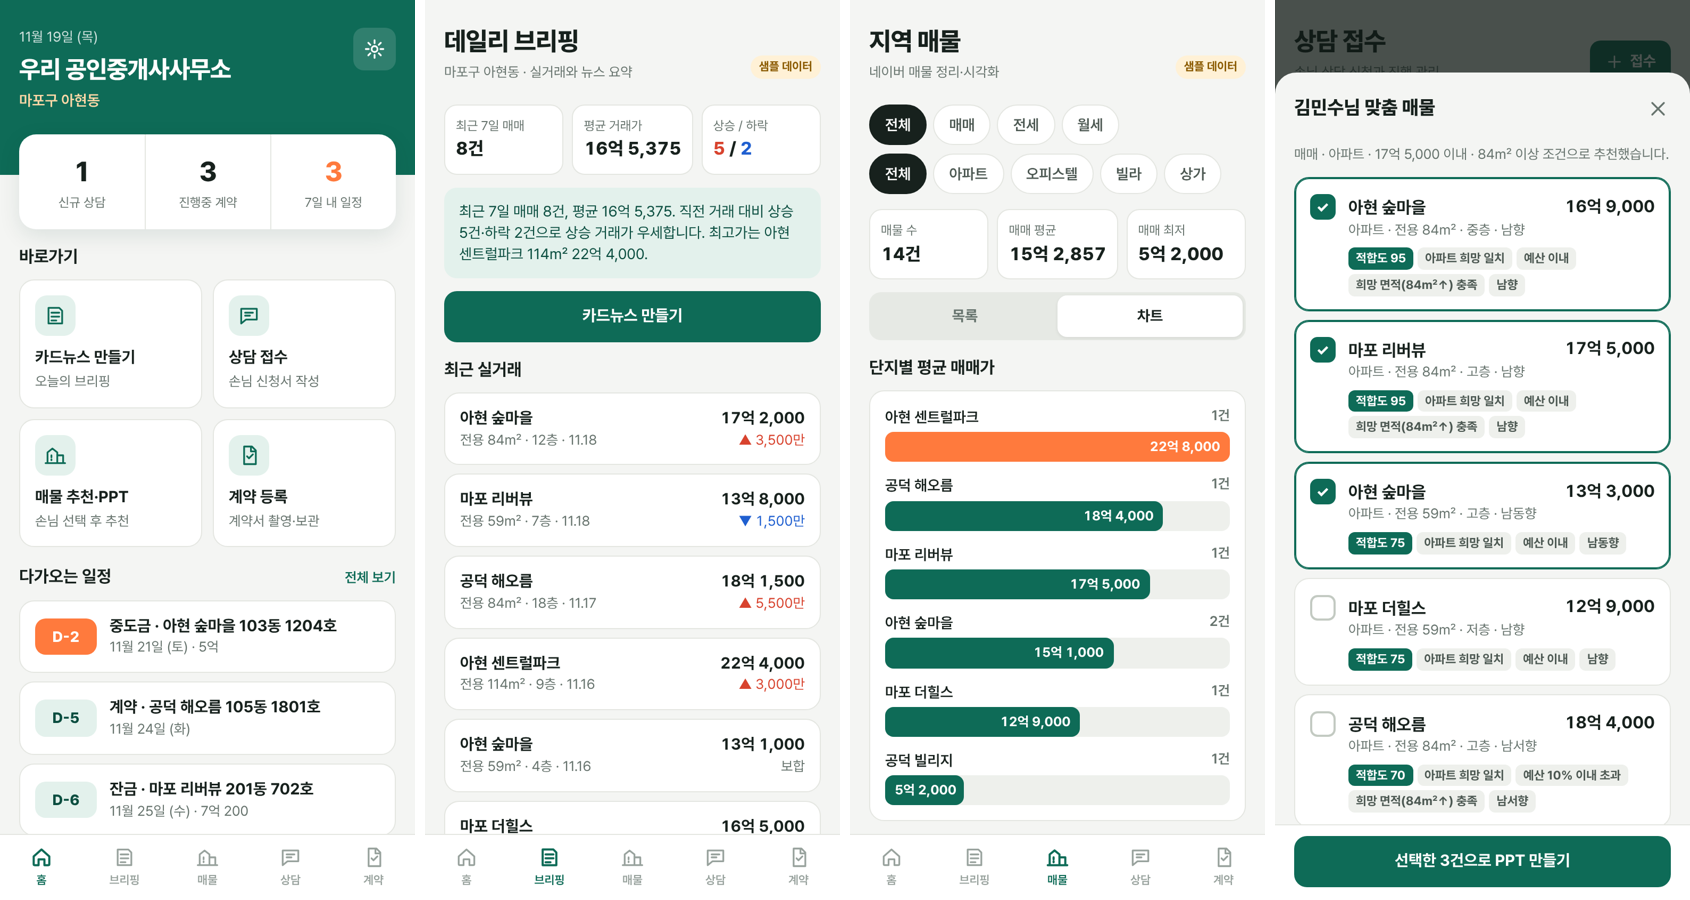 11월 19일 (목)
우리 공인중개사사무소
마포구 아현동
1
신규 상담
3
진행중 계약
3
7일 내 일정
바로가기
카드뉴스 만들기
오늘의 브리핑
상담 접수
손님 신청서 작성
매물 추천·PPT
손님 선택 후 추천
계약 등록
계약서 촬영·보관
다가오는 일정
전체 보기
D-2
중도금 · 아현 숲마을 103동 1204호
11월 21일 (토) · 5억
D-5
계약 · 공덕 해오름 105동 1801호
11월 24일 (화)
D-6
잔금 · 마포 리버뷰 201동 702호
11월 25일 (수) · 7억 200
홈
브리핑
매물
상담
계약
데일리 브리핑
마포구 아현동 · 실거래와 뉴스 요약
샘플 데이터
최근 7일 매매
8건
평균 거래가
16억 5,375
상승 / 하락
5 / 2
최근 7일 매매 8건, 평균 16억 5,375. 직전 거래 대비 상승
5건·하락 2건으로 상승 거래가 우세합니다. 최고가는 아현
센트럴파크 114m² 22억 4,000.
카드뉴스 만들기
최근 실거래
아현 숲마을
17억 2,000
전용 84m² · 12층 · 11.18
▲ 3,500만
마포 리버뷰
13억 8,000
전용 59m² · 7층 · 11.18
▼ 1,500만
공덕 해오름
18억 1,500
전용 84m² · 18층 · 11.17
▲ 5,500만
아현 센트럴파크
22억 4,000
전용 114m² · 9층 · 11.16
▲ 3,000만
아현 숲마을
13억 1,000
전용 59m² · 4층 · 11.16
보합
마포 더힐스
16억 5,000
홈
브리핑
매물
상담
계약
지역 매물
네이버 매물 정리·시각화
샘플 데이터
전체
매매
전세
월세
전체
아파트
오피스텔
빌라
상가
매물 수
14건
매매 평균
15억 2,857
매매 최저
5억 2,000
목록
차트
단지별 평균 매매가
아현 센트럴파크
1건
22억 8,000
공덕 해오름
1건
18억 4,000
마포 리버뷰
1건
17억 5,000
아현 숲마을
2건
15억 1,000
마포 더힐스
1건
12억 9,000
공덕 빌리지
1건
5억 2,000
홈
브리핑
매물
상담
계약
상담 접수
+ 접수
김민수님 맞춤 매물
매매 · 아파트 · 17억 5,000 이내 · 84m² 이상 조건으로 추천했습니다.
아현 숲마을
16억 9,000
아파트 · 전용 84m² · 중층 · 남향
적합도 95
아파트 희망 일치
예산 이내
희망 면적(84m²↑) 충족
남향
마포 리버뷰
17억 5,000
아파트 · 전용 84m² · 고층 · 남향
적합도 95
아파트 희망 일치
예산 이내
희망 면적(84m²↑) 충족
남향
아현 숲마을
13억 3,000
아파트 · 전용 59m² · 고층 · 남동향
적합도 75
아파트 희망 일치
예산 이내
남동향
마포 더힐스
12억 9,000
아파트 · 전용 59m² · 저층 · 남향
적합도 75
아파트 희망 일치
예산 이내
남향
공덕 해오름
18억 4,000
아파트 · 전용 84m² · 고층 · 남서향
적합도 70
아파트 희망 일치
예산 10% 이내 초과
희망 면적(84m²↑) 충족
남서향
선택한 3건으로 PPT 만들기